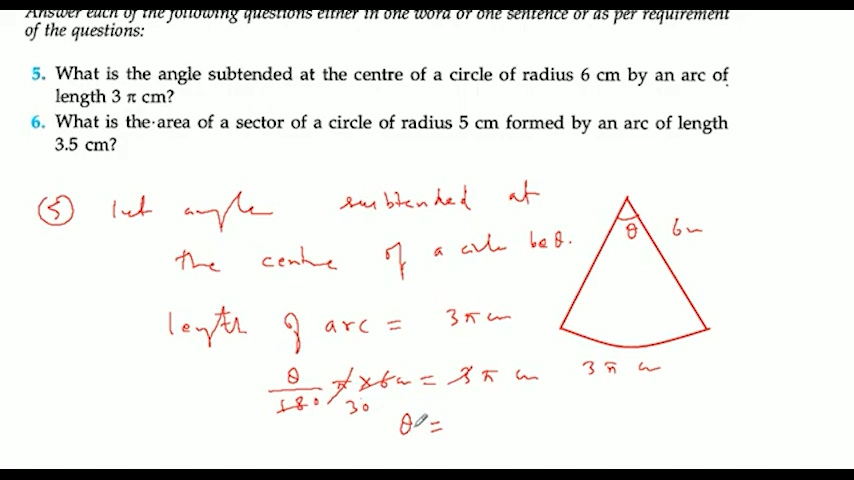 Answer each of the following questions either in one word or one sentence or as per requirement
of the questions:
5. What is the angle subtended at the centre of a circle of radius 6 cm by an arc of
length 3 π cm?
6. What is the area of a sector of a circle of radius 5 cm formed by an arc of length
3.5 cm?
(5) let angle subtended at
the centre of a circle be θ.
θ 6cm
length of arc = 3π cm
θ/180 π × 6cm = 3π cm
3π cm
30
θ =